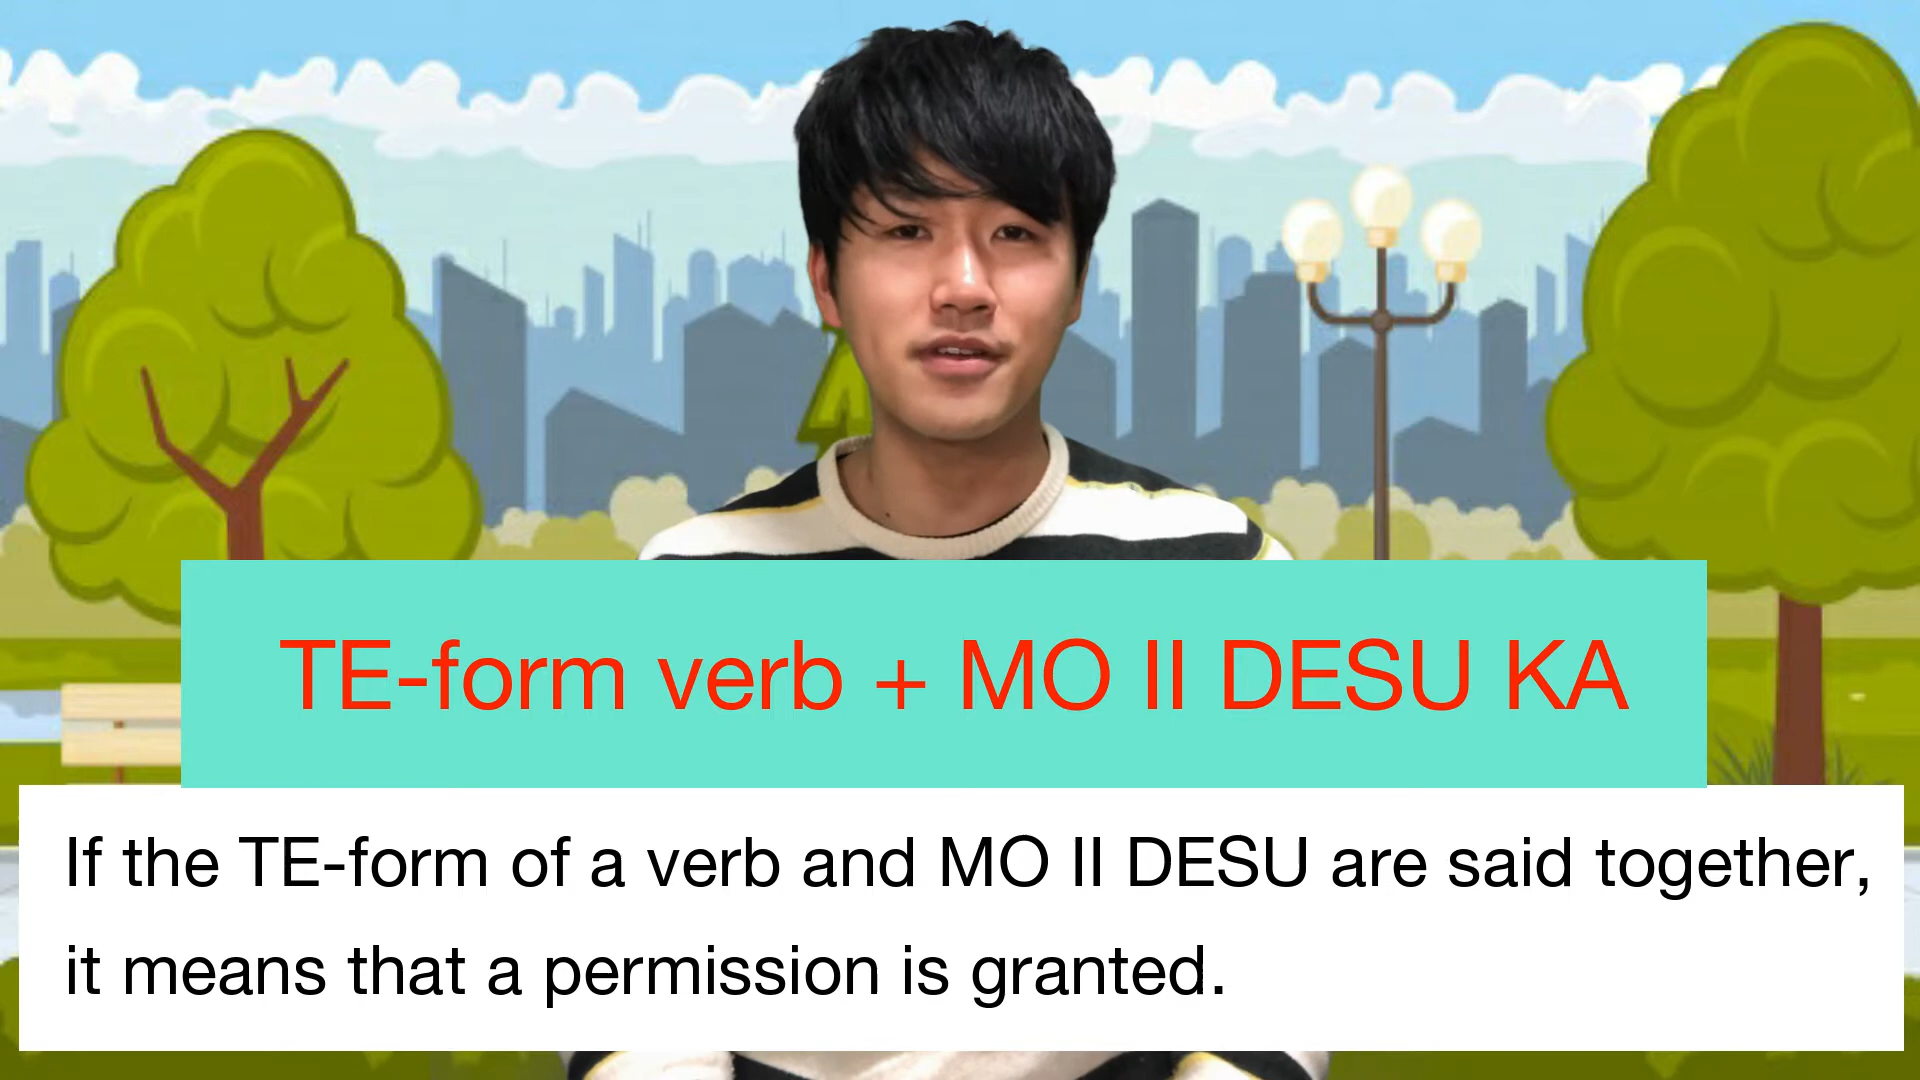 TE-form verb + MO II DESU KA
If the TE-form of a verb and MO II DESU are said together,
it means that a permission is granted.